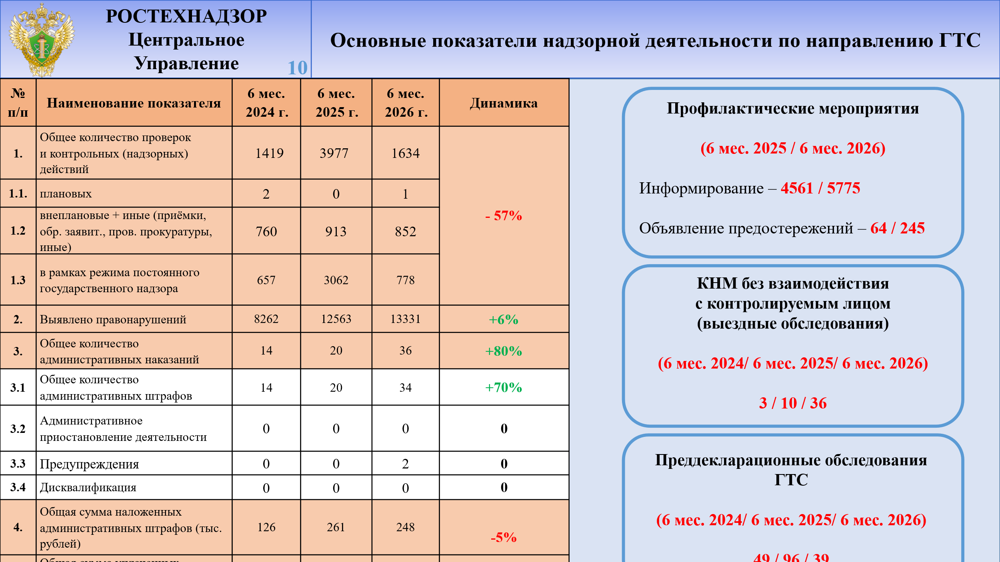 РОСТЕХНАДЗОР
Центральное
Управление
10
Основные показатели надзорной деятельности по направлению ГТС
№ п/п
Наименование показателя
6 мес. 2024 г.
6 мес. 2025 г.
6 мес. 2026 г.
Динамика
1.
Общее количество проверок
и контрольных (надзорных)
действий
1419
3977
1634
- 57%
1.1.
плановых
2
0
1
1.2
внеплановые + иные (приёмки,
обр. заявит., пров. прокуратуры,
иные)
760
913
852
1.3
в рамках режима постоянного
государственного надзора
657
3062
778
2.
Выявлено правонарушений
8262
12563
13331
+6%
3.
Общее количество
административных наказаний
14
20
36
+80%
3.1
Общее количество
административных штрафов
14
20
34
+70%
3.2
Административное
приостановление деятельности
0
0
0
0
3.3
Предупреждения
0
0
2
0
3.4
Дисквалификация
0
0
0
0
4.
Общая сумма наложенных
административных штрафов (тыс.
рублей)
126
261
248
-5%
Общая сумма
Профилактические мероприятия
(6 мес. 2025 / 6 мес. 2026)
Информирование – 4561 / 5775
Объявление предостережений – 64 / 245
КНМ без взаимодействия
с контролируемым лицом
(выездные обследования)
(6 мес. 2024/ 6 мес. 2025/ 6 мес. 2026)
3 / 10 / 36
Преддекларационные обследования
ГТС
(6 мес. 2024/ 6 мес. 2025/ 6 мес. 2026)
49 / 96 / 39